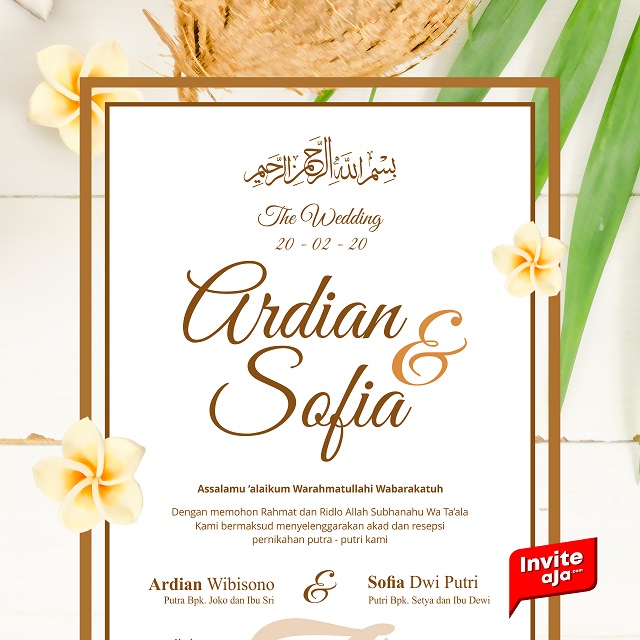 بسم الله الرحمن الرحيم
The Wedding
20 - 02 - 20
Ardian
&
Sofia
Assalamu ‘alaikum Warahmatullahi Wabarakatuh
Dengan memohon Rahmat dan Ridlo Allah Subhanahu Wa Ta’ala
Kami bermaksud menyelenggarakan akad dan resepsi
pernikahan putra - putri kami
Ardian Wibisono & Sofia Dwi Putri
Putra Bpk. Joko dan Ibu Sri Putri Bpk. Setya dan Ibu Dewi
Invite
aja.com